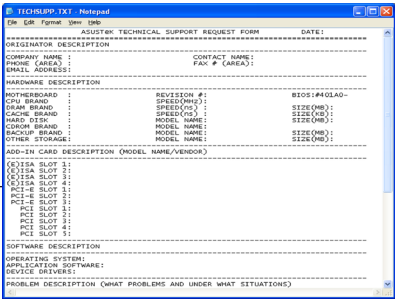 TECHSUPP.TXT - Notepad
File Edit Format View Help
ASUSTeK TECHNICAL SUPPORT REQUEST FORM DATE:
ORIGINATOR DESCRIPTION
COMPANY NAME : CONTACT NAME:
PHONE (AREA) : FAX # (AREA):
EMAIL ADDRESS:
HARDWARE DESCRIPTION
MOTHERBOARD : REVISION #: BIOS:#401A0-
CPU BRAND : SPEED(MHz):
DRAM BRAND : SPEED(ns) : SIZE(MB):
CACHE BRAND : SPEED(ns) : SIZE(KB):
HARD DISK : MODEL NAME: SIZE(MB):
CDROM BRAND : MODEL NAME:
BACKUP BRAND : MODEL NAME: SIZE(MB):
OTHER STORAGE: MODEL NAME: SIZE(MB):
ADD-IN CARD DESCRIPTION (MODEL NAME/VENDOR)
(E)ISA SLOT 1:
(E)ISA SLOT 2:
(E)ISA SLOT 3:
(E)ISA SLOT 4:
PCI-E SLOT 1:
PCI-E SLOT 2:
PCI-E SLOT 3:
PCI SLOT 1:
PCI SLOT 2:
PCI SLOT 3:
PCI SLOT 4:
PCI SLOT 5:
SOFTWARE DESCRIPTION
OPERATING SYSTEM:
APPLICATION SOFTWARE:
DEVICE DRIVERS:
PROBLEM DESCRIPTION (WHAT PROBLEMS AND UNDER WHAT SITUATIONS)